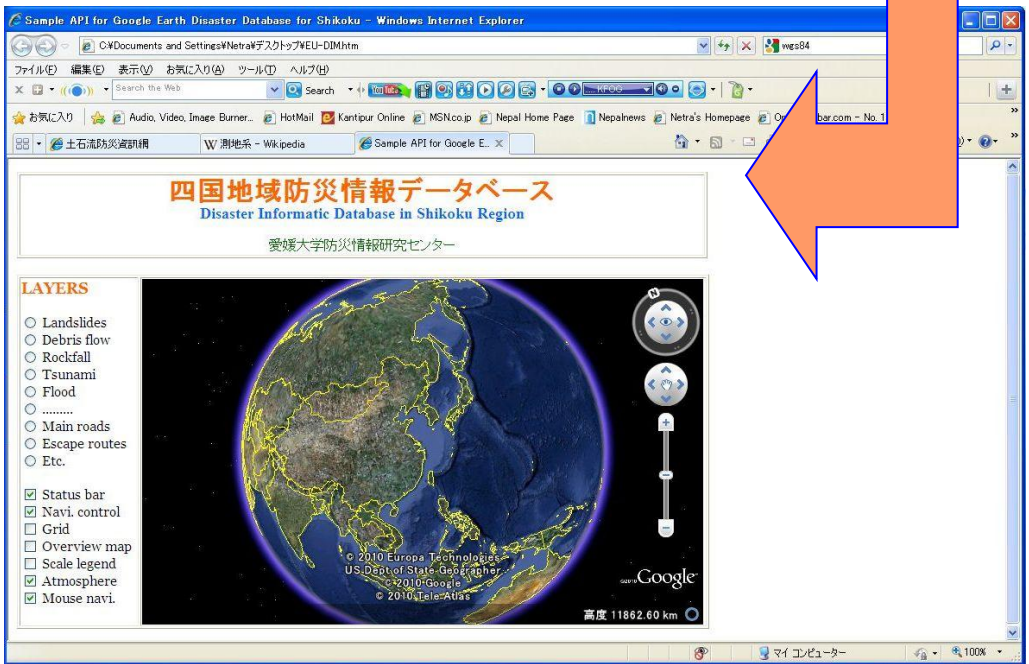 Sample API for Google Earth Disaster Database for Shikoku - Windows Internet Explorer
C:¥Documents and Settings¥Netra¥デスクトップ¥EU-DIM.htm
wgs84
ファイル(F) 編集(E) 表示(V) お気に入り(A) ツール(T) ヘルプ(H)
Search the Web
Search
YouTube
KFOG
お気に入り
Audio, Video, Image Burner...
HotMail
Kantipur Online
MSN.co.jp
Nepal Home Page
Nepalnews
Netra's Homepage
bar.com - No. 1
土石流防災資訊網
測地系 - Wikipedia
Sample API for Google E...
四国地域防災情報データベース
Disaster Informatic Database in Shikoku Region
愛媛大学防災情報研究センター
LAYERS
Landslides
Debris flow
Rockfall
Tsunami
Flood
.........
Main roads
Escape routes
Etc.
Status bar
Navi. control
Grid
Overview map
Scale legend
Atmosphere
Mouse navi.
N
© 2010 Europa Technologies
US Dept of State Geographer
© 2010 Google
© 2010 Tele Atlas
©2010 Google
高度 11862.60 km
マイ コンピューター
100%